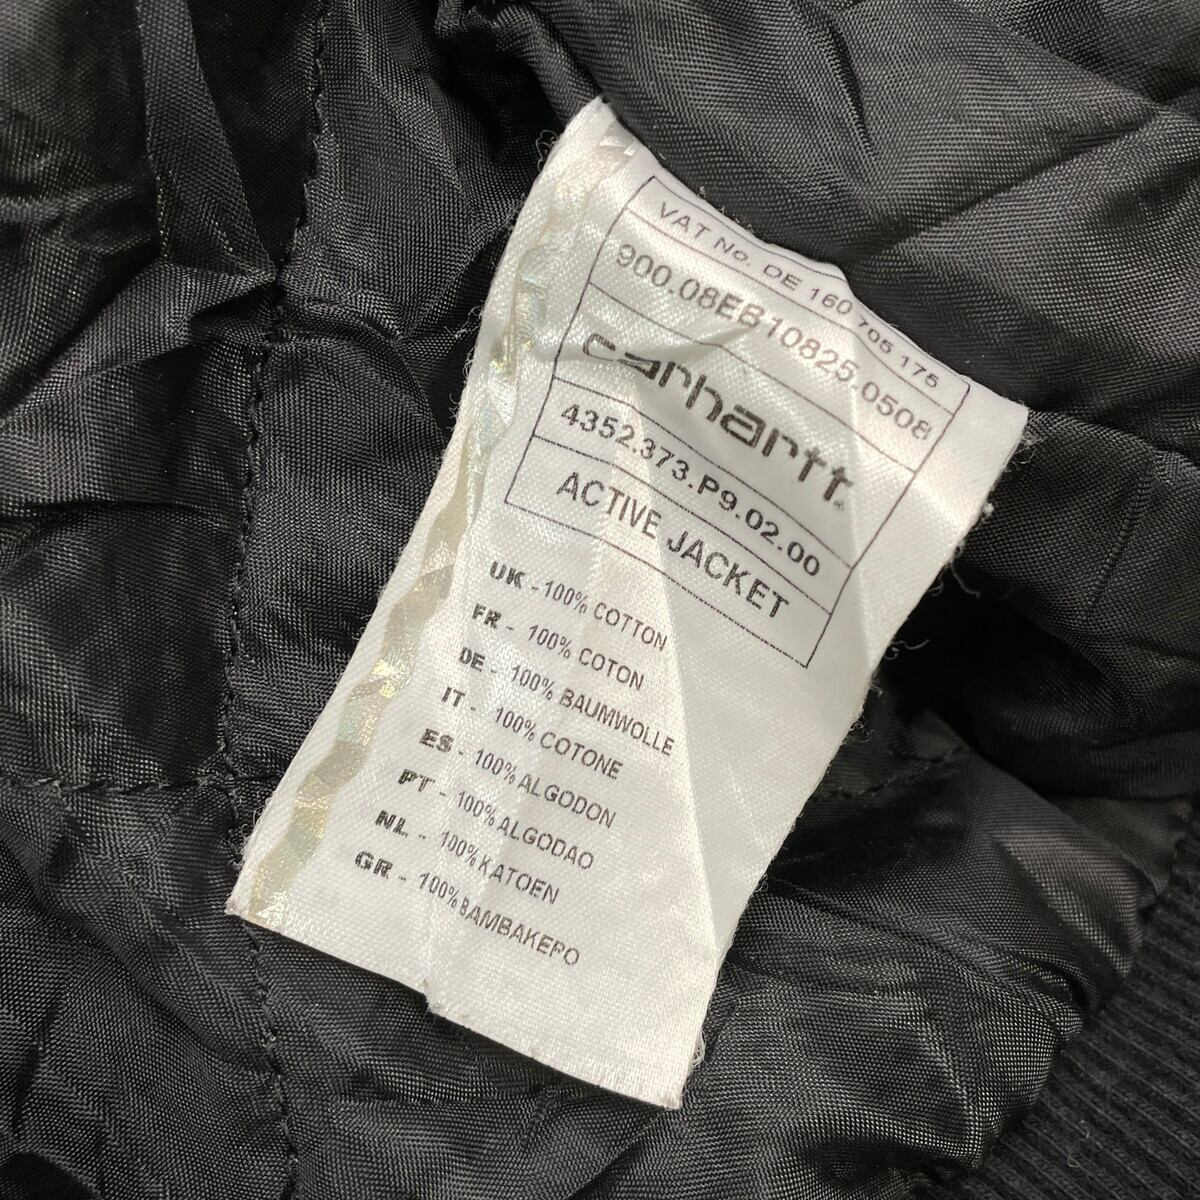 VAT No. DE 160 705 175
900.08EB10825.0508
carhartt
4352.373.P9.02.00
ACTIVE JACKET
UK - 100% COTTON
FR - 100% COTON
DE - 100% BAUMWOLLE
IT - 100% COTONE
ES - 100% ALGODON
PT - 100% ALGODAO
NL - 100% KATOEN
GR - 100% BAMBAKEPO